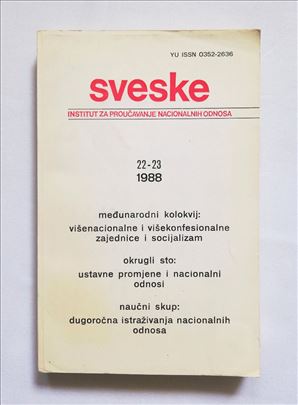 YU ISSN 0352-2636
sveske
INSTITUT ZA PROUČAVANJE NACIONALNIH ODNOSA
22-23
1988
međunarodni kolokvij:
višenacionalne i višekonfesionalne
zajednice i socijalizam
okrugli sto:
ustavne promjene i nacionalni
odnosi
naučni skup:
dugoročna istraživanja nacionalnih
odnosa